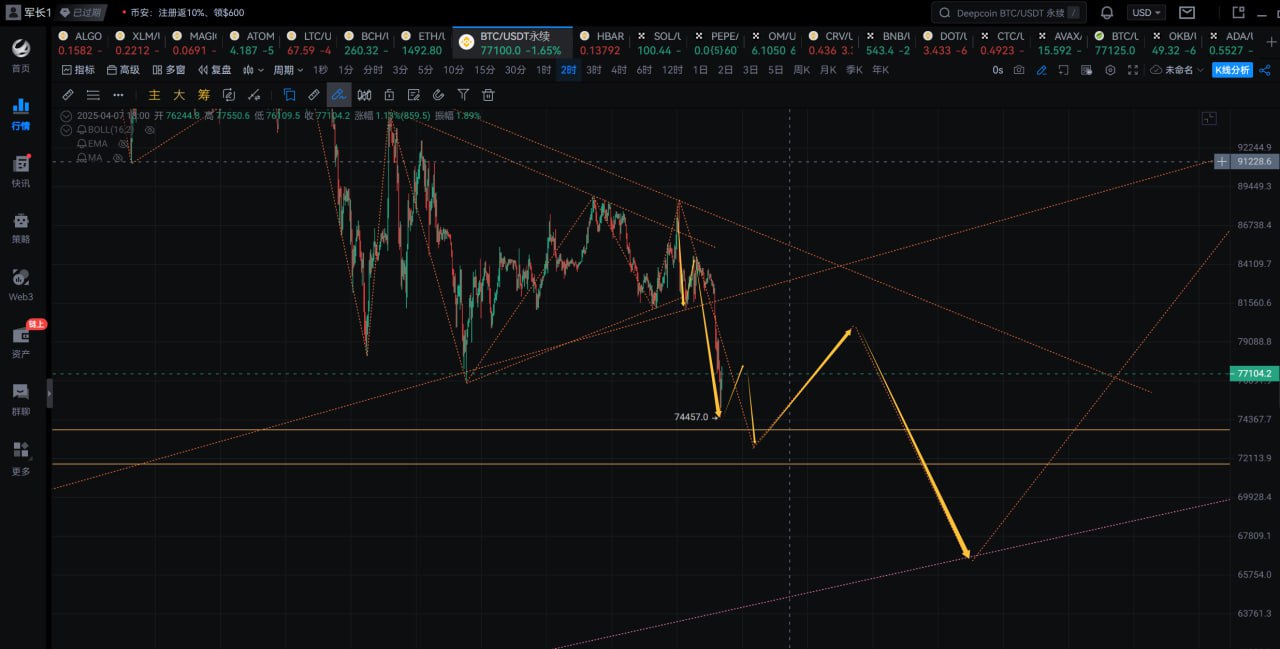 军长1 已过期 • 币安：注册返10%、领$600 Deepcoin BTC/USDT 永续 / USD
ALGO XLM/U MAGI ATOM LTC/U BCH/ ETH/U BTC/USDT永续 HBAR SOL/U PEPE/ OM/U CRV/U BNB/U DOT/U CTC/U AVAX/ BTC/U OKB/U ADA/U
0.1582 0.2212 0.0691 4.187 -5 67.59 -4 260.32 1492.80 77100.0 -1.65% 0.13792 100.44 0.0{5}60 6.1050 0.436 543.4 -2 3.433 -6 0.4923 15.592 77125.0 49.32 -6 0.5527
首页
指标 高级 多窗 复盘 周期 1秒 1分 分时 3分 5分 10分 15分 30分 1时 2时 3时 4时 6时 12时 1日 2日 3日 5日 周K 月K 季K 年K 0s 未命名 K线分析
主 大 筹
行情
2025-04-07 18:00 开 76244.8 高 77550.6 低 76109.5 收 77104.2 涨幅 1.13%(859.5) 振幅 1.89%
BOLL(16,2)
EMA
MA
快讯
策略
Web3
链上
资产
群聊
更多
92244.9
91228.6
89449.3
86738.4
84109.7
81560.6
79088.8
77104.2
74457.0
74367.7
72113.9
69928.4
67809.1
65754.0
63761.3